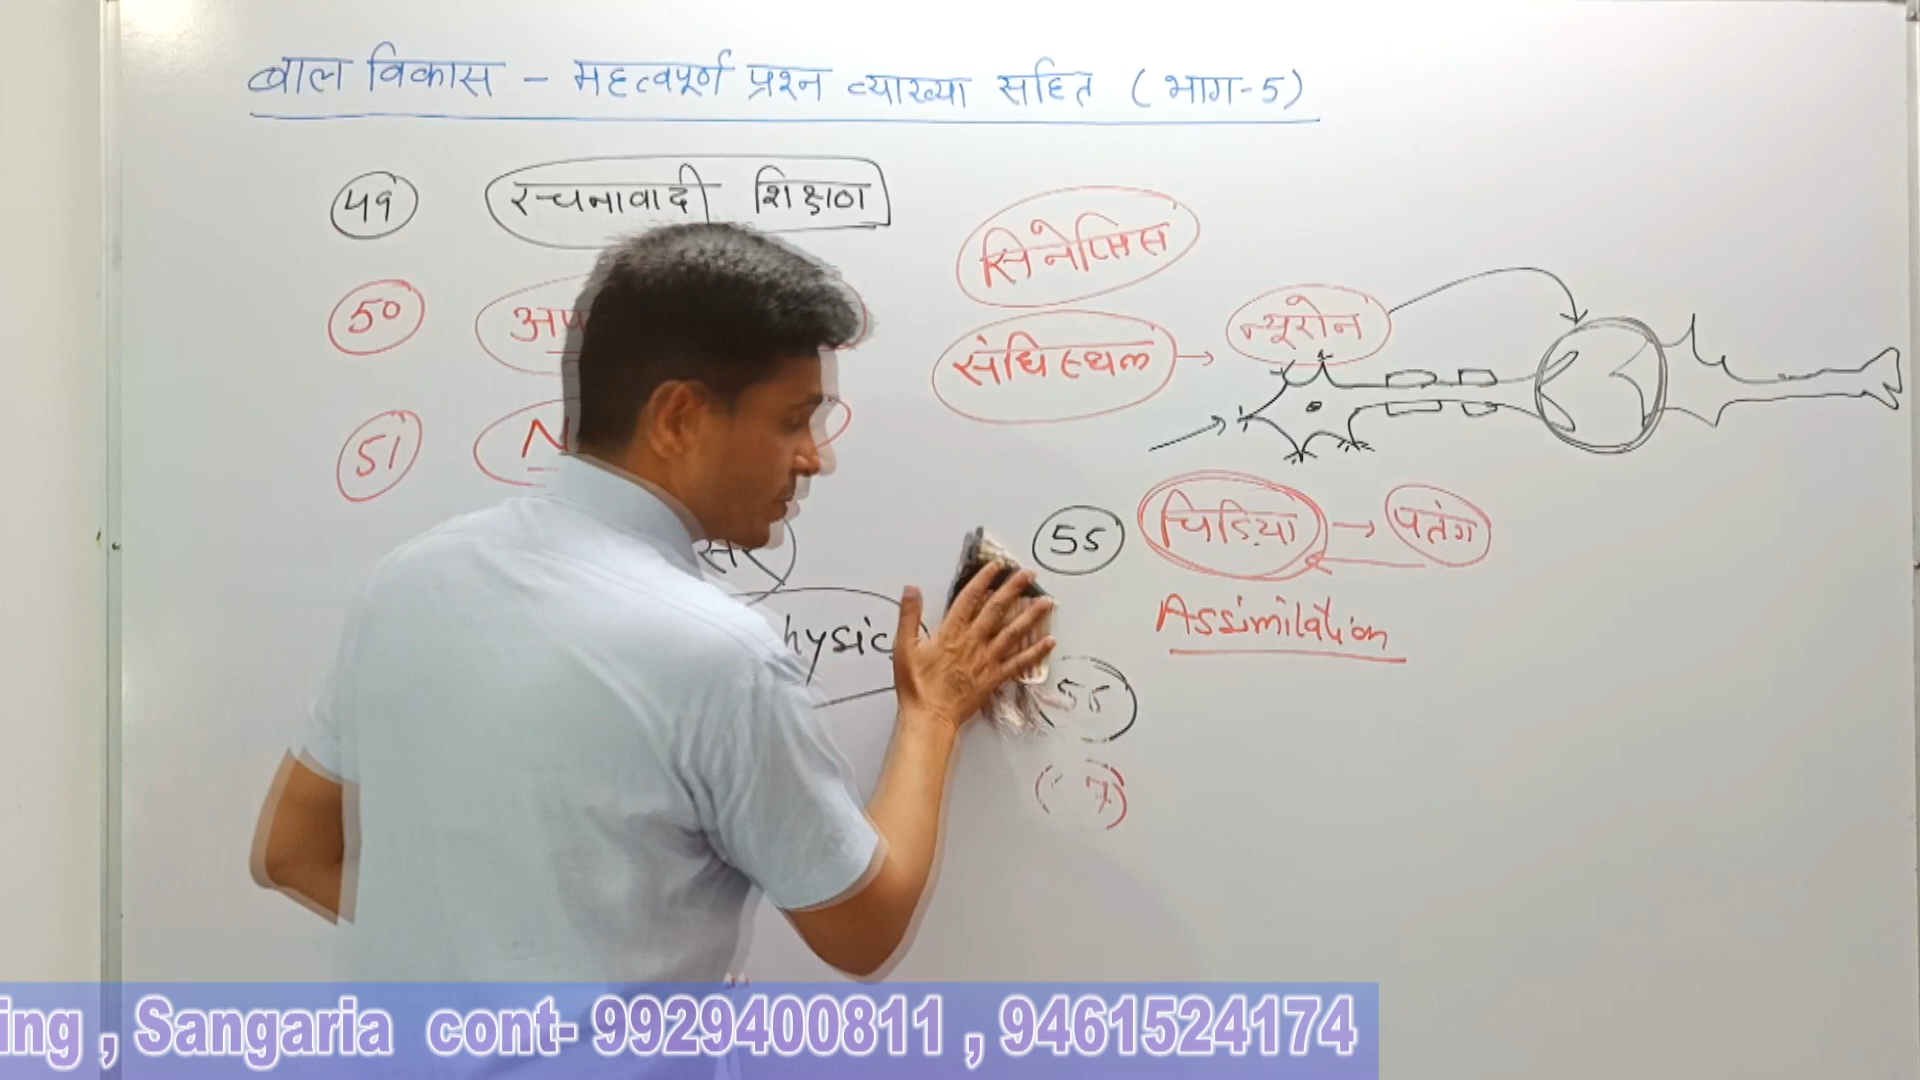 बाल विकास - महत्वपूर्ण प्रश्न व्याख्या सहित (भाग-5)
49 रचनावादी शिक्षण
50
51 N
सिनेप्सिस
संधि स्थल → न्यूरोन
55 चिड़िया → पतंग
Assimilation
hysic
ing , Sangaria cont- 9929400811 , 9461524174